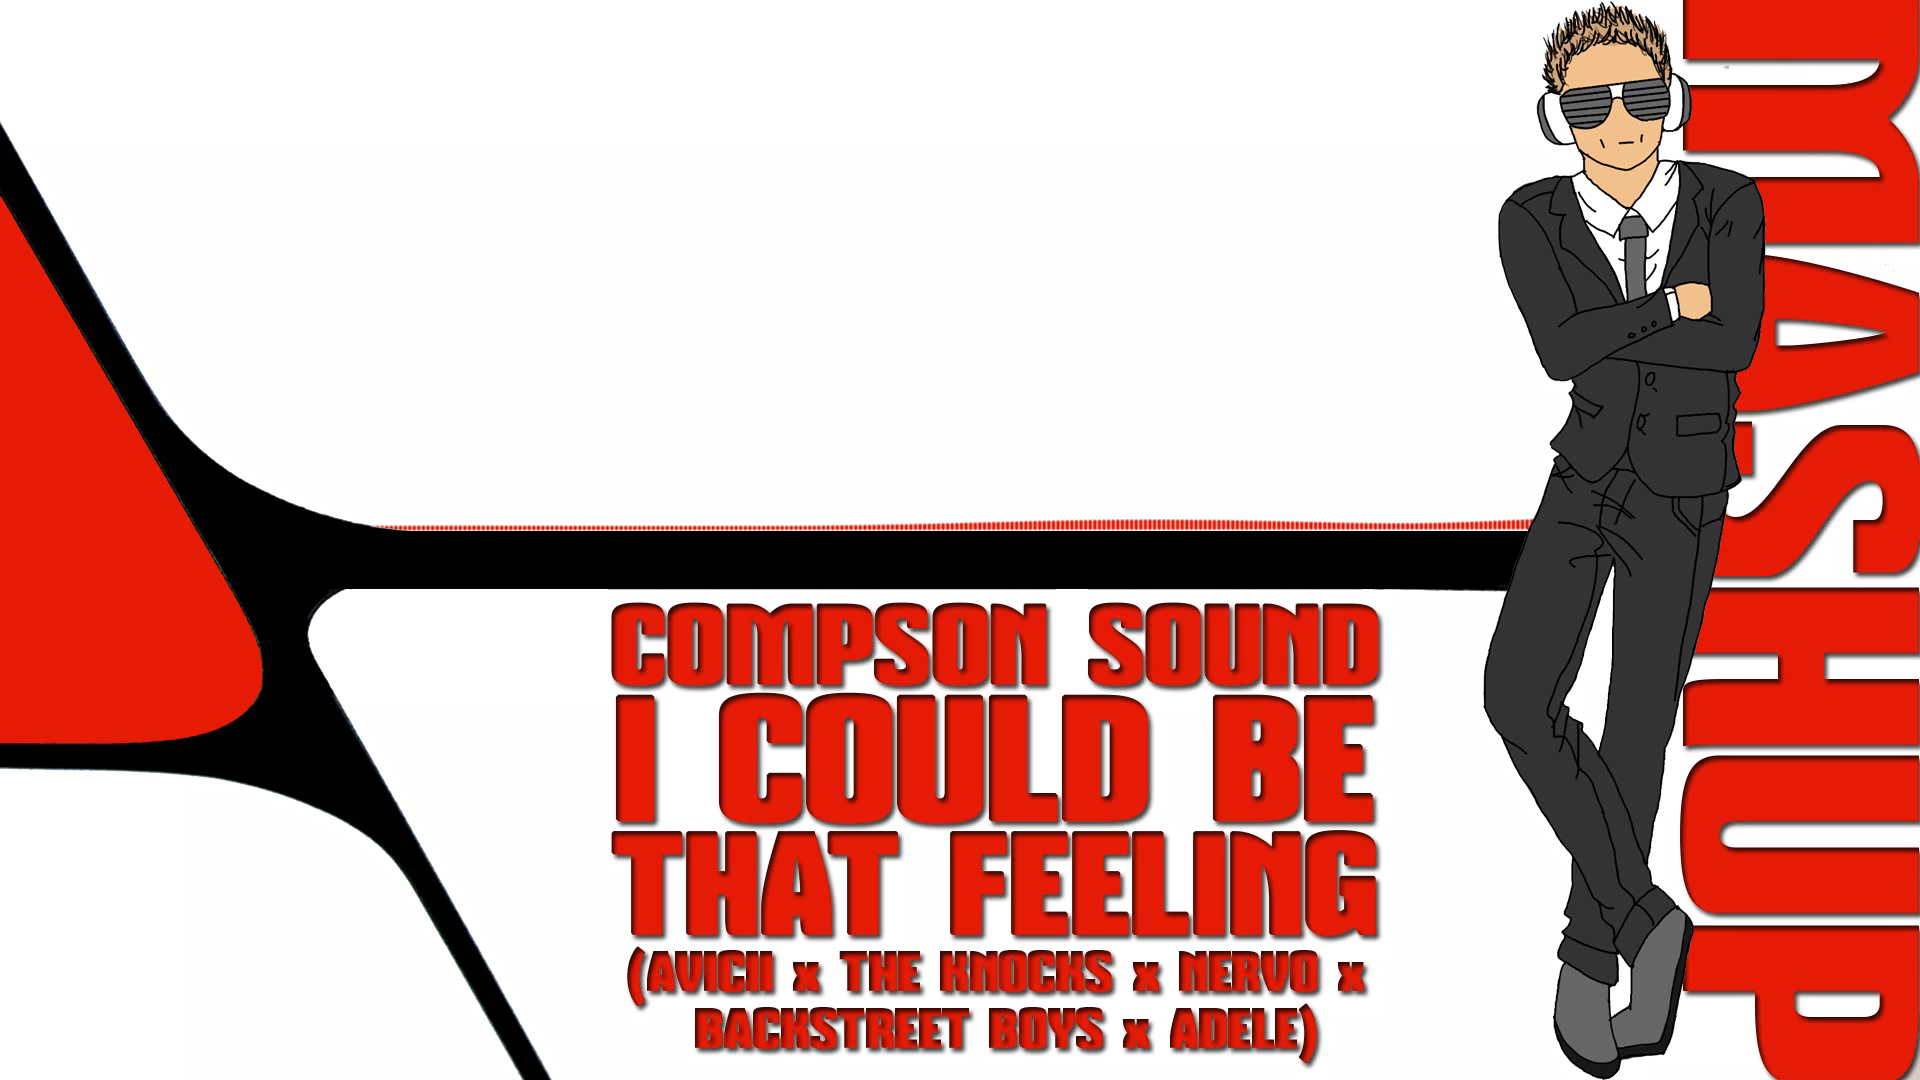 COMPSON SOUND
I COULD BE
THAT FEELING
(AVICII x THE KNOCKS x NERVO x
BACKSTREET BOYS x ADELE)
MASHUP